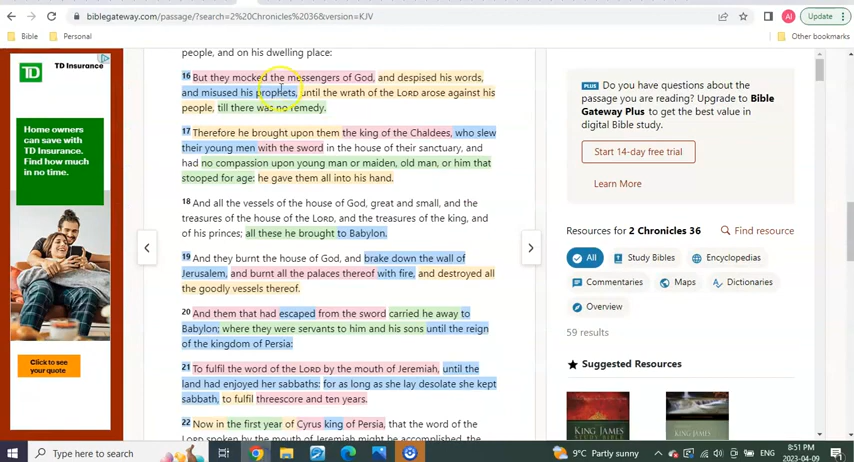 biblegateway.com/passage/?search=2%20Chronicles%2036&version=KJV
AI
Update
Bible
Personal
Other bookmarks
TD TD Insurance
Home owners
can save with
TD Insurance.
Find how much
in no time.
Click to see
your quote
people, and on his dwelling place:
16 But they mocked the messengers of God, and despised his words,
and misused his prophets, until the wrath of the LORD arose against his
people, till there was no remedy.
17 Therefore he brought upon them the king of the Chaldees, who slew
their young men with the sword in the house of their sanctuary, and
had no compassion upon young man or maiden, old man, or him that
stooped for age: he gave them all into his hand.
18 And all the vessels of the house of God, great and small, and the
treasures of the house of the LORD, and the treasures of the king, and
of his princes; all these he brought to Babylon.
19 And they burnt the house of God, and brake down the wall of
Jerusalem, and burnt all the palaces thereof with fire, and destroyed all
the goodly vessels thereof.
20 And them that had escaped from the sword carried he away to
Babylon; where they were servants to him and his sons until the reign
of the kingdom of Persia:
21 To fulfil the word of the LORD by the mouth of Jeremiah, until the
land had enjoyed her sabbaths: for as long as she lay desolate she kept
sabbath, to fulfil threescore and ten years.
22 Now in the first year of Cyrus king of Persia, that the word of the
LORD spoken by the mouth of Jeremiah might be accomplished, the
PLUS Do you have questions about the
passage you are reading? Upgrade to Bible
Gateway Plus to get the best value in
digital Bible study.
Start 14-day free trial
Learn More
Resources for 2 Chronicles 36
Find resource
All
Study Bibles
Encyclopedias
Commentaries
Maps
Dictionaries
Overview
59 results
Suggested Resources
KING JAMES
Type here to search
9°C Partly sunny
ENG
8:51 PM
2023-04-09